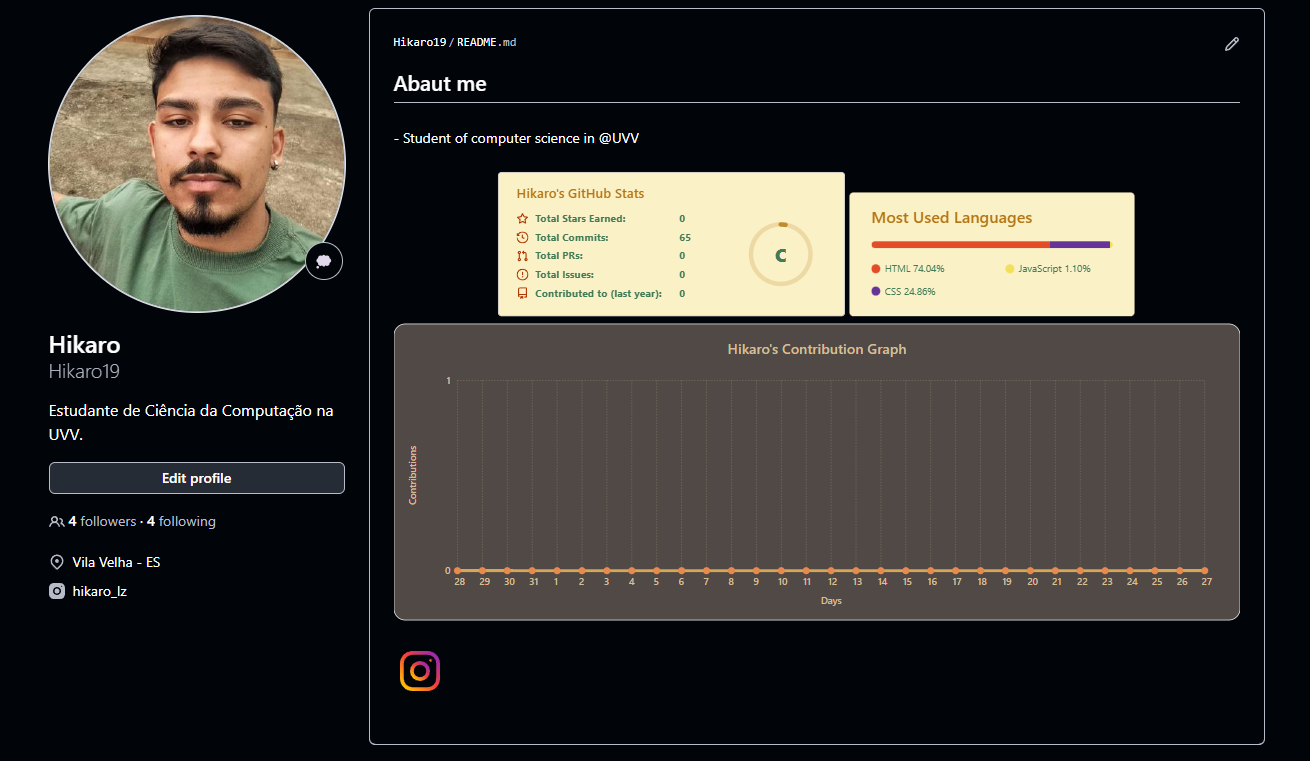 Hikaro
Hikaro19
Estudante de Ciência da Computação na
UVV.
Edit profile
4 followers · 4 following
Vila Velha - ES
hikaro_lz
Hikaro19/README.md
Abaut me
- Student of computer science in @UVV
Hikaro's GitHub Stats
Total Stars Earned: 0
Total Commits: 65
Total PRs: 0
Total Issues: 0
Contributed to (last year): 0
C
Most Used Languages
HTML 74.04% JavaScript 1.10%
CSS 24.86%
Hikaro's Contribution Graph
1
Contributions
0
28 29 30 31 1 2 3 4 5 6 7 8 9 10 11 12 13 14 15 16 17 18 19 20 21 22 23 24 25 26 27
Days